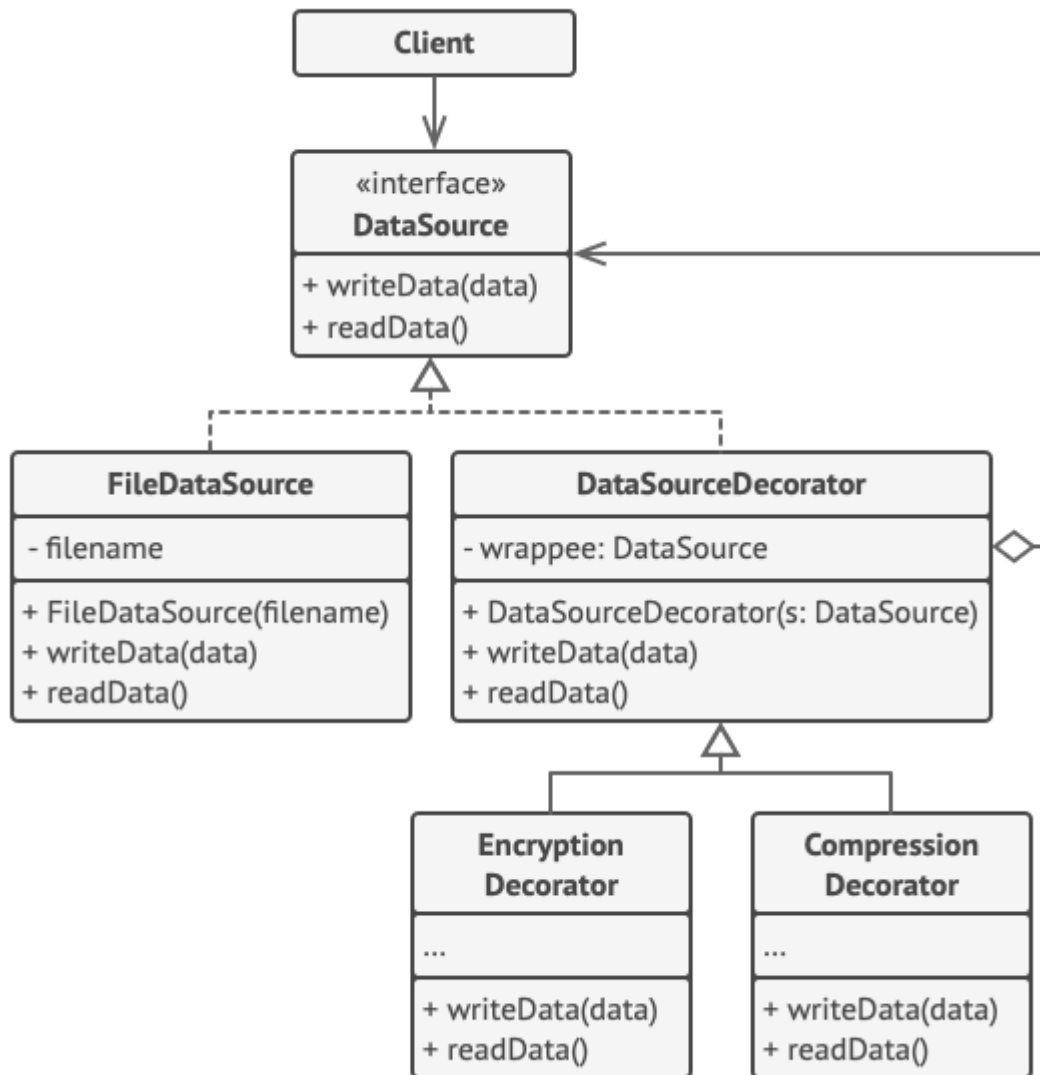 Client
«interface»
DataSource
+ writeData(data)
+ readData()
FileDataSource
- filename
+ FileDataSource(filename)
+ writeData(data)
+ readData()
DataSourceDecorator
- wrappee: DataSource
+ DataSourceDecorator(s: DataSource)
+ writeData(data)
+ readData()
Encryption
Decorator
...
+ writeData(data)
+ readData()
Compression
Decorator
...
+ writeData(data)
+ readData()